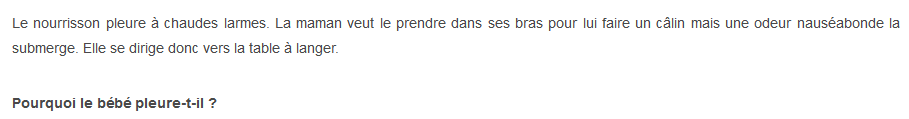 Le nourrisson pleure à chaudes larmes. La maman veut le prendre dans ses bras pour lui faire un câlin mais une odeur nauséabonde la
submerge. Elle se dirige donc vers la table à langer.
Pourquoi le bébé pleure-t-il ?